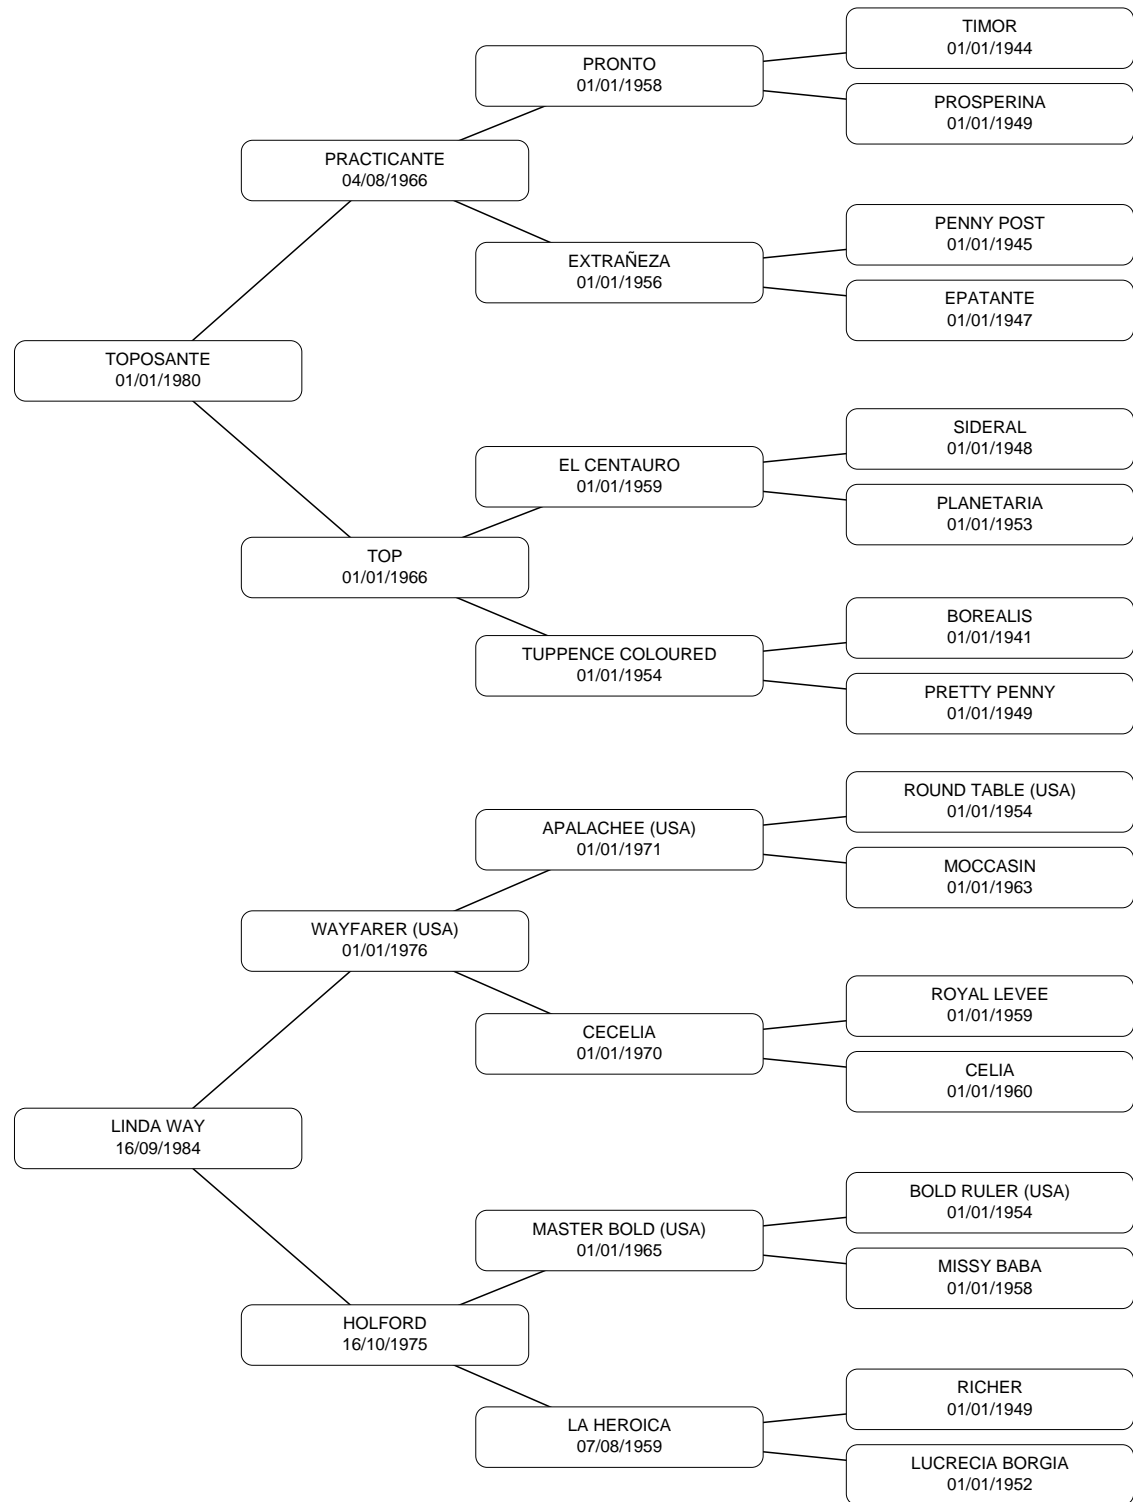 TIMOR
01/01/1944
PRONTO
01/01/1958
PROSPERINA
01/01/1949
PRACTICANTE
04/08/1966
PENNY POST
01/01/1945
EXTRAÑEZA
01/01/1956
EPATANTE
01/01/1947
TOPOSANTE
01/01/1980
SIDERAL
01/01/1948
EL CENTAURO
01/01/1959
PLANETARIA
01/01/1953
TOP
01/01/1966
BOREALIS
01/01/1941
TUPPENCE COLOURED
01/01/1954
PRETTY PENNY
01/01/1949
ROUND TABLE (USA)
01/01/1954
APALACHEE (USA)
01/01/1971
MOCCASIN
01/01/1963
WAYFARER (USA)
01/01/1976
ROYAL LEVEE
01/01/1959
CECELIA
01/01/1970
CELIA
01/01/1960
LINDA WAY
16/09/1984
BOLD RULER (USA)
01/01/1954
MASTER BOLD (USA)
01/01/1965
MISSY BABA
01/01/1958
HOLFORD
16/10/1975
RICHER
01/01/1949
LA HEROICA
07/08/1959
LUCRECIA BORGIA
01/01/1952